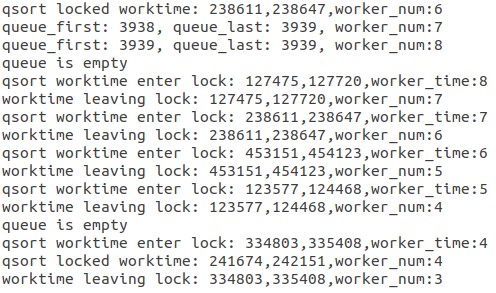 qsort locked worktime: 238611,238647,worker_num:6
queue_first: 3938, queue_last: 3939, worker_num:7
queue_first: 3939, queue_last: 3939, worker_num:8
queue is empty
qsort worktime enter lock: 127475,127720,worker_time:8
worktime leaving lock: 127475,127720,worker_num:7
qsort worktime enter lock: 238611,238647,worker_time:7
worktime leaving lock: 238611,238647,worker_num:6
qsort worktime enter lock: 453151,454123,worker_time:6
worktime leaving lock: 453151,454123,worker_num:5
qsort worktime enter lock: 123577,124468,worker_time:5
worktime leaving lock: 123577,124468,worker_num:4
queue is empty
qsort worktime enter lock: 334803,335408,worker_time:4
qsort locked worktime: 241674,242151,worker_num:4
worktime leaving lock: 334803,335408,worker_num:3